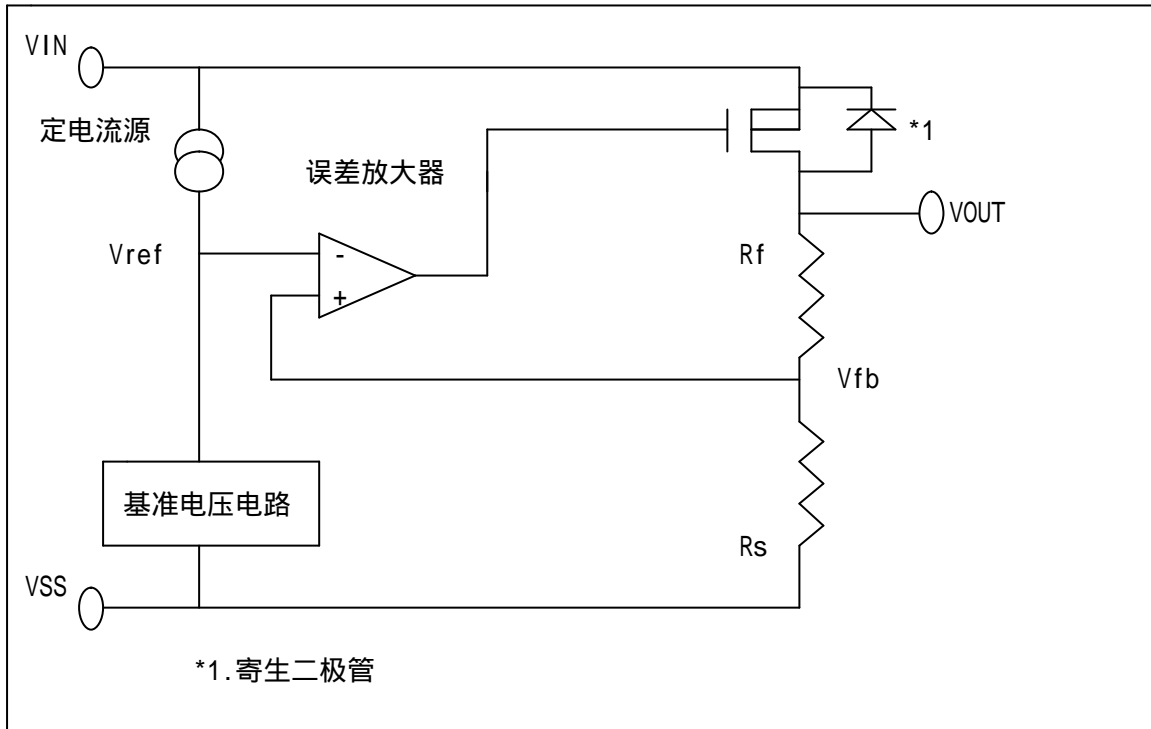 VIN
定电流源
*1
误差放大器
VOUT
Vref
-
Rf
+
Vfb
基准电压电路
Rs
VSS
*1.寄生二极管